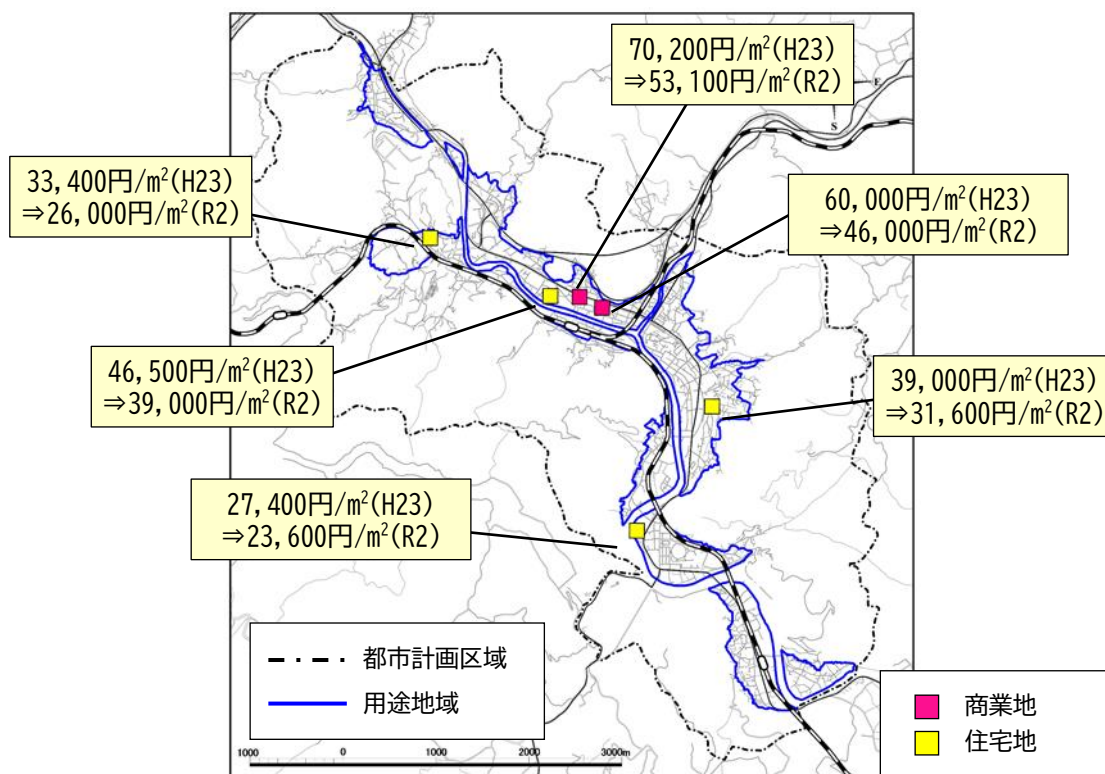 70,200円/m²(H23)
⇒53,100円/m²(R2)
E
S
33,400円/m²(H23)
⇒26,000円/m²(R2)
60,000円/m²(H23)
⇒46,000円/m²(R2)
46,500円/m²(H23)
⇒39,000円/m²(R2)
39,000円/m²(H23)
⇒31,600円/m²(R2)
27,400円/m²(H23)
⇒23,600円/m²(R2)
都市計画区域
用途地域
商業地
住宅地
1000 0 1000 2000 3000m